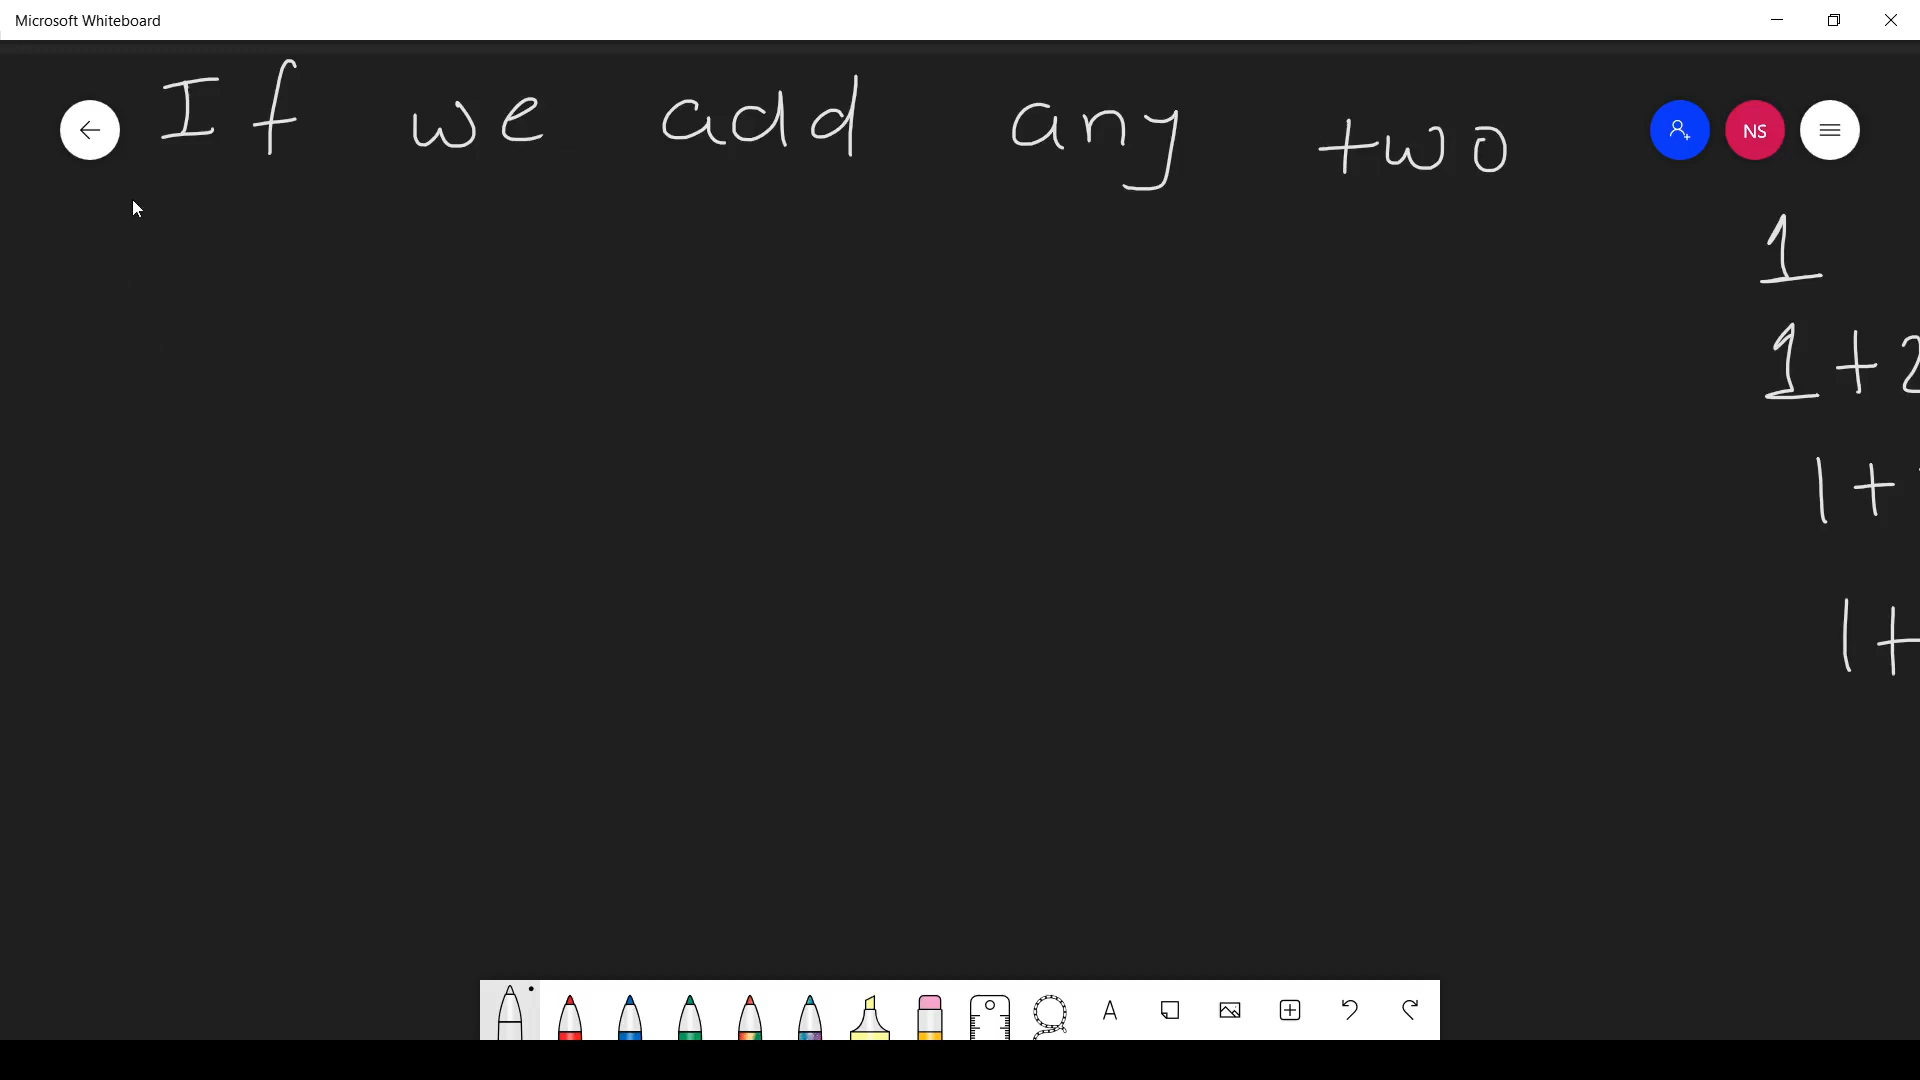 Microsoft Whiteboard
If we add any two
NS
1
1+2
1+
1+
A